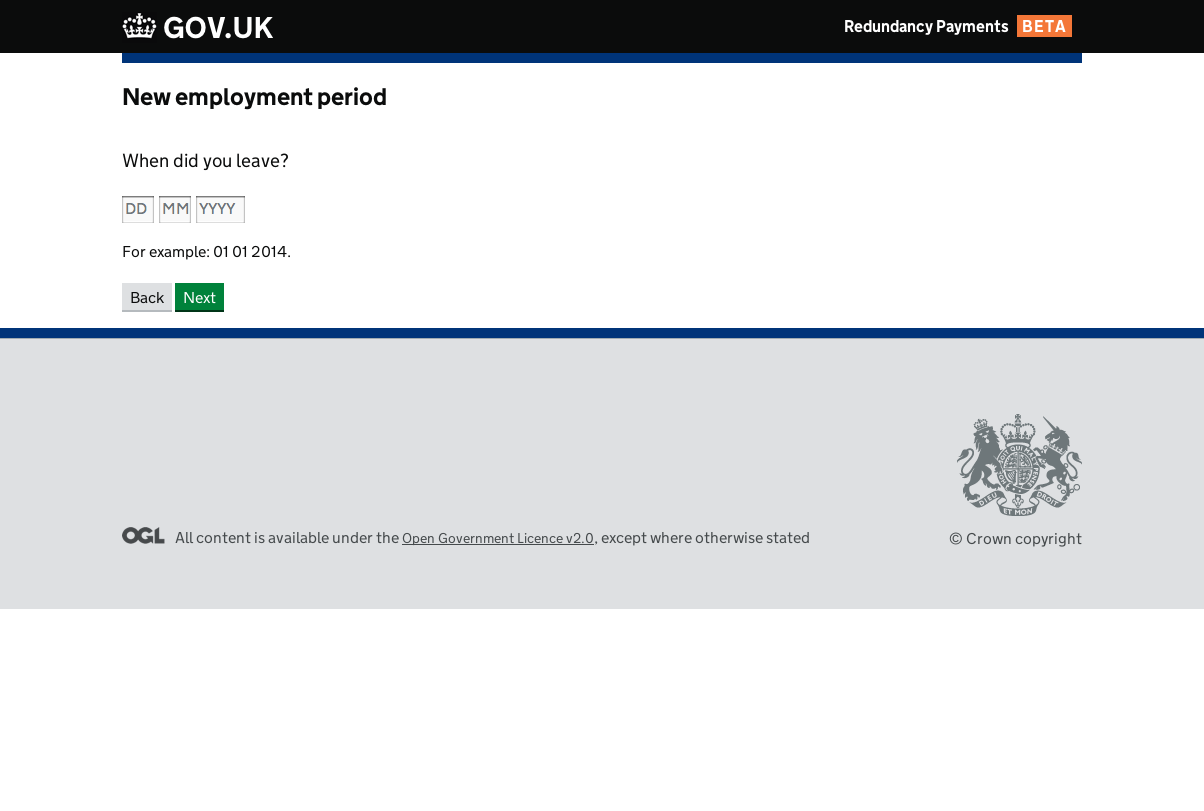 GOV.UK
Redundancy Payments BETA
New employment period
When did you leave?
DD MM YYYY
For example: 01 01 2014.
Back Next
DIEU ET MON DROIT
OGL All content is available under the Open Government Licence v2.0, except where otherwise stated
© Crown copyright